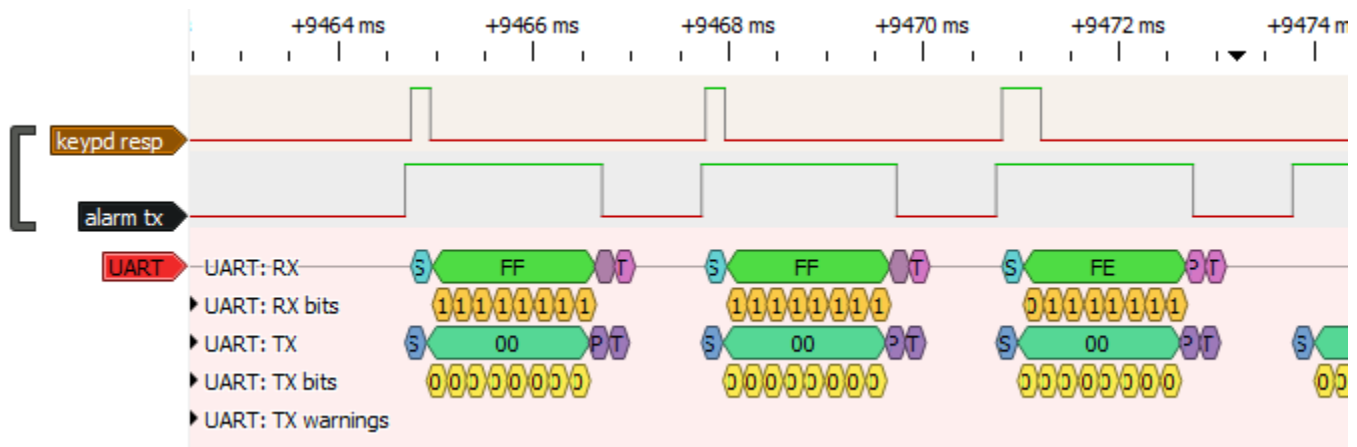 +9464 ms +9466 ms +9468 ms +9470 ms +9472 ms +9474 m
keypd resp
alarm tx
UART UART: RX S FF T S FF T S FE P T
UART: RX bits 1 1 1 1 1 1 1 1 1 1 1 1 1 1 1 1 0 1 1 1 1 1 1 1
UART: TX S 00 P T S 00 P T S 00 P T S
UART: TX bits 0 0 0 0 0 0 0 0 0 0 0 0 0 0 0 0 0 0 0 0 0 0 0 0 0 0
UART: TX warnings